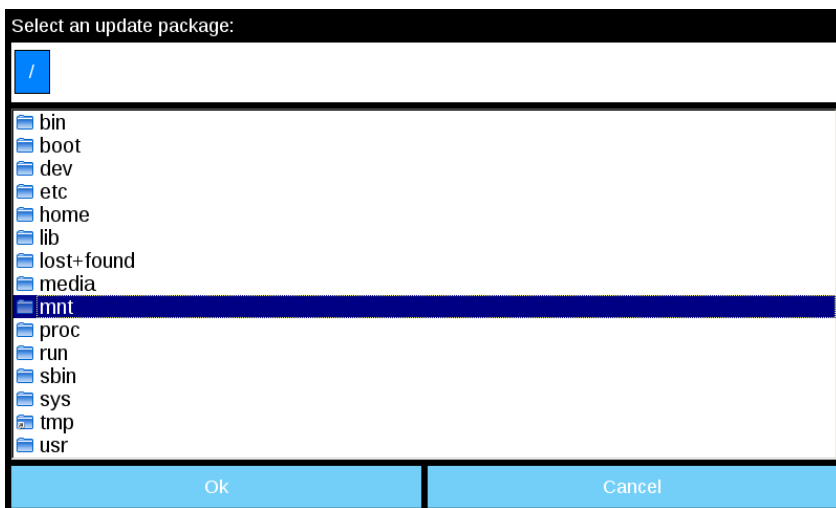 Select an update package:
/
bin
boot
dev
etc
home
lib
lost+found
media
mnt
proc
run
sbin
sys
tmp
usr
Ok Cancel